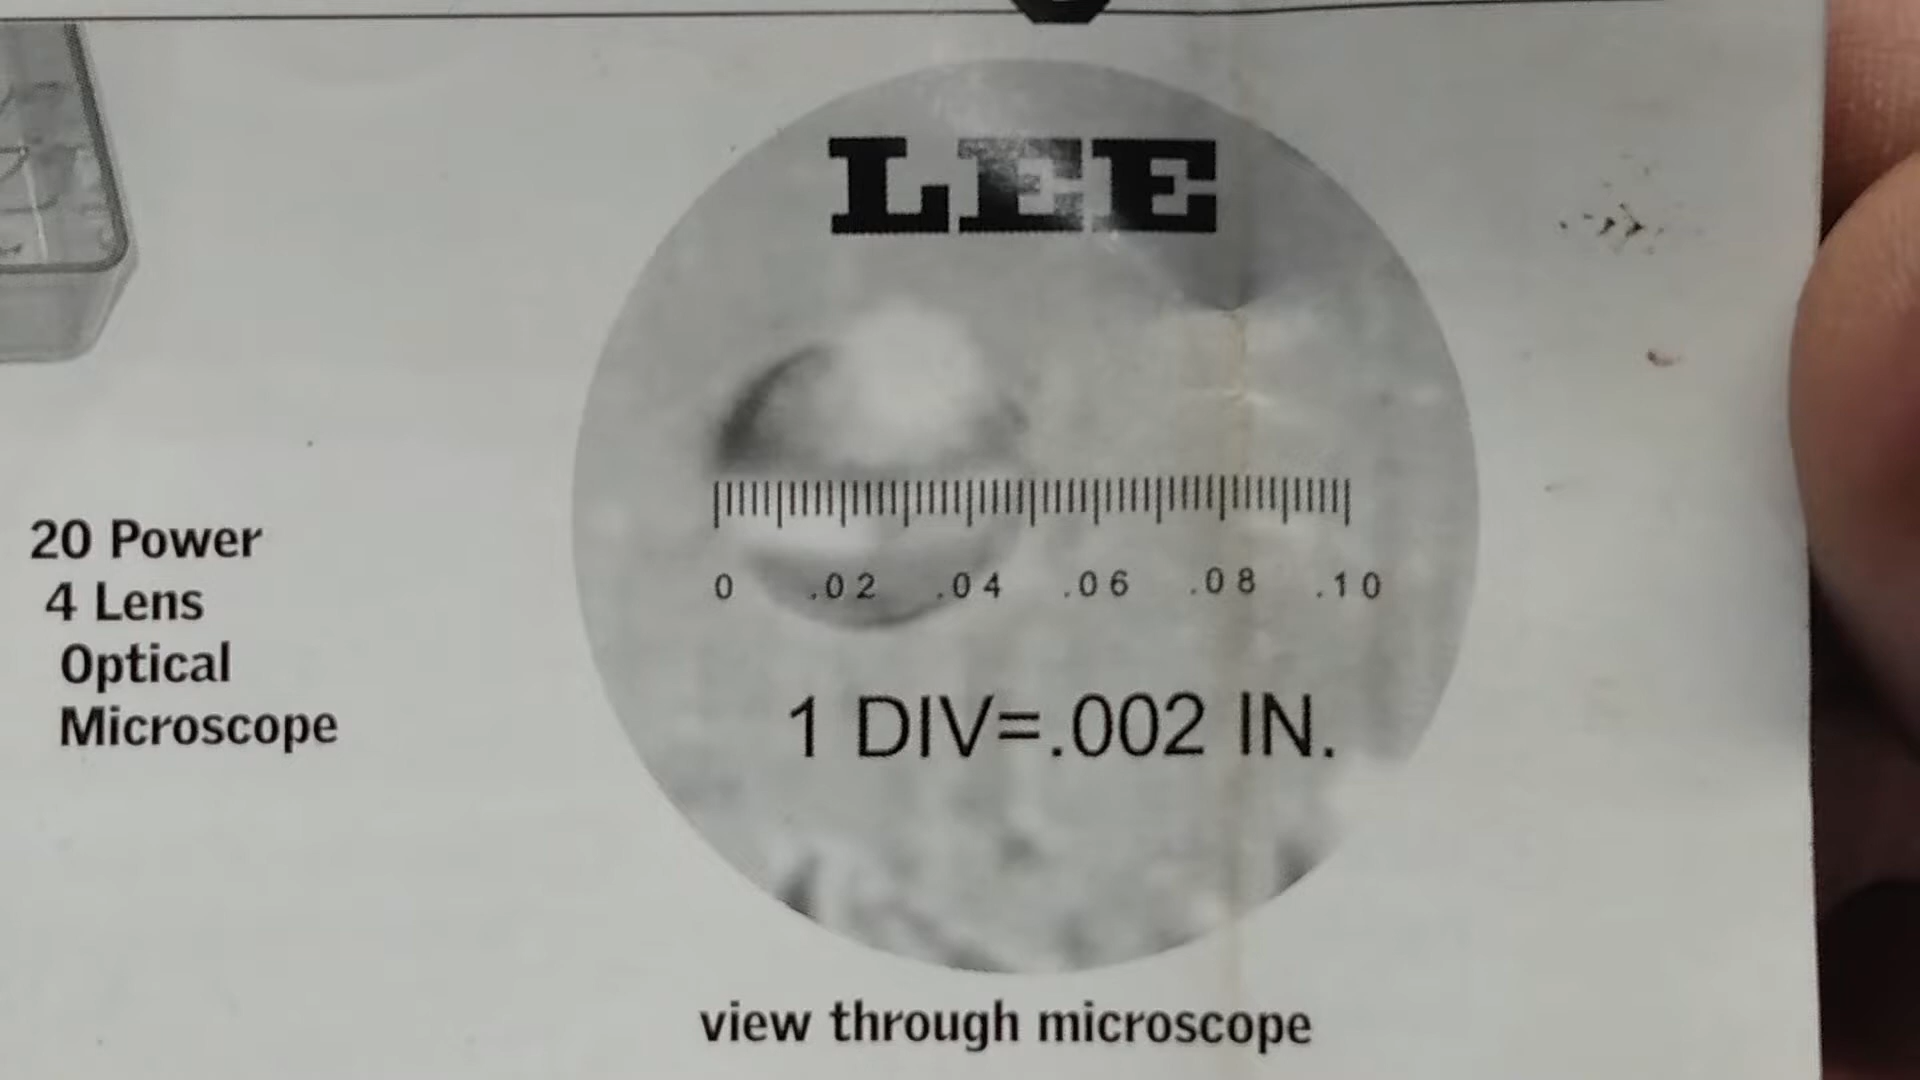 LEE
0 .02 .04 .06 .08 .10
1 DIV=.002 IN.
20 Power
4 Lens
Optical
Microscope
view through microscope